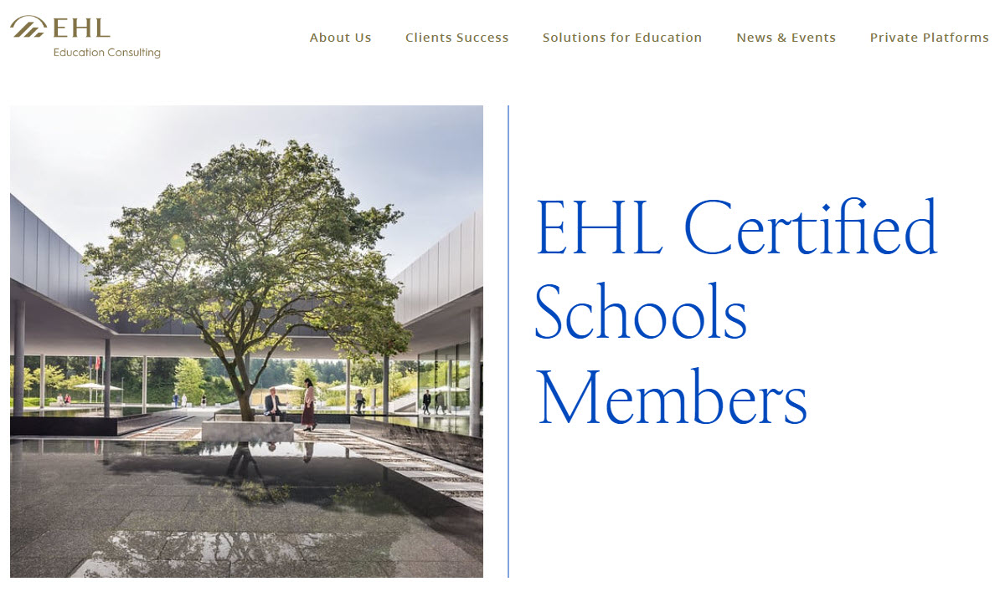 EHL
Education Consulting
About Us
Clients Success
Solutions for Education
News & Events
Private Platforms
EHL Certified
Schools
Members